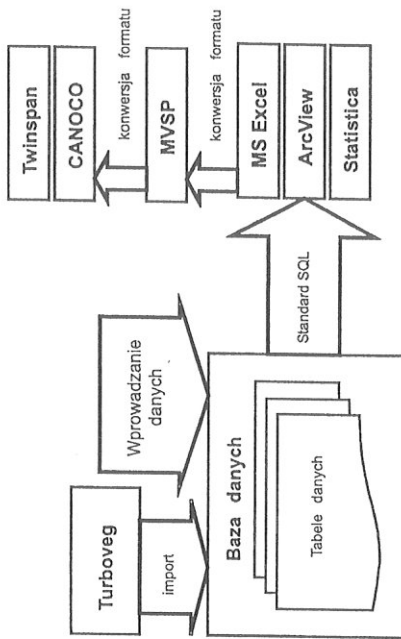 Turboveg
import
Wprowadzanie
danych
Baza danych
Tabele danych
Standard SQL
Twinspan
CANOCO
konwersja formatu
MVSP
konwersja formatu
MS Excel
ArcView
Statistica